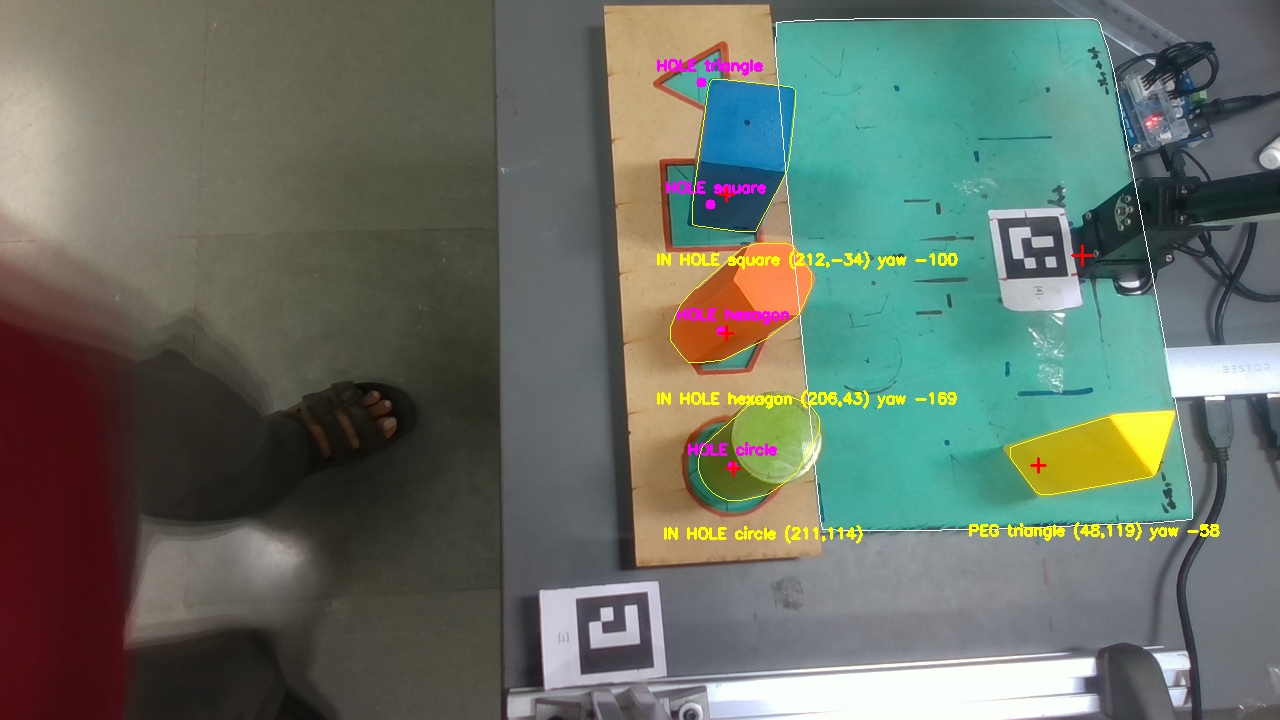 HOLE triangle
HOLE square
IN HOLE square (212,-34) yaw -100
HOLE hexagon
IN HOLE hexagon (206,43) yaw -169
HOLE circle
IN HOLE circle (211,114)
PEG triangle (48,119) yaw -58
BESTOR